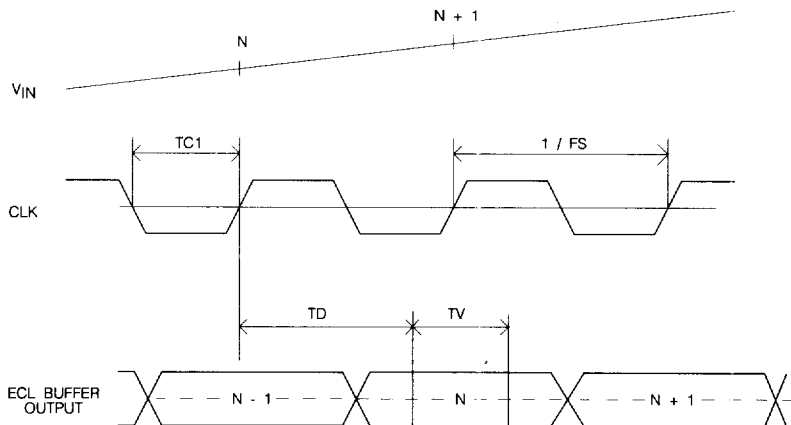 N + 1
N
VIN
TC1
1 / FS
CLK
TD
TV
ECL BUFFER
OUTPUT
N - 1
N
N + 1